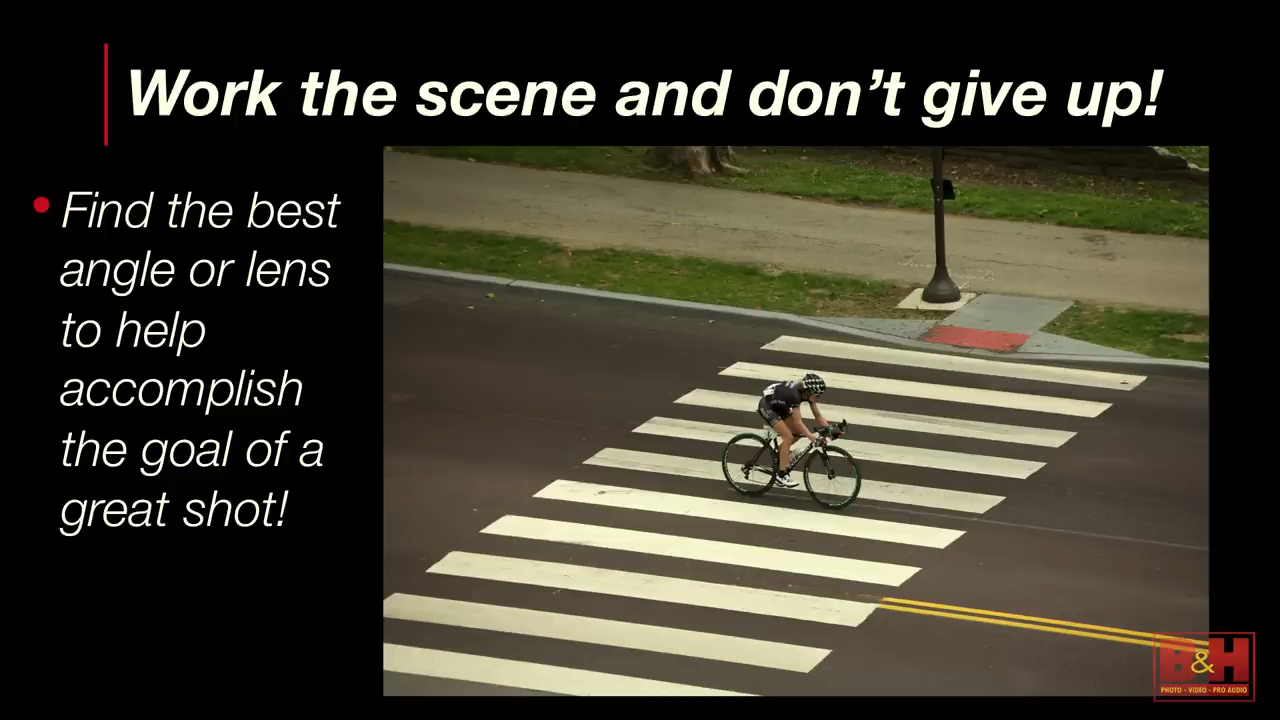 Work the scene and don't give up!
• Find the best
angle or lens
to help
accomplish
the goal of a
great shot!
B&H
PHOTO - VIDEO - PRO AUDIO